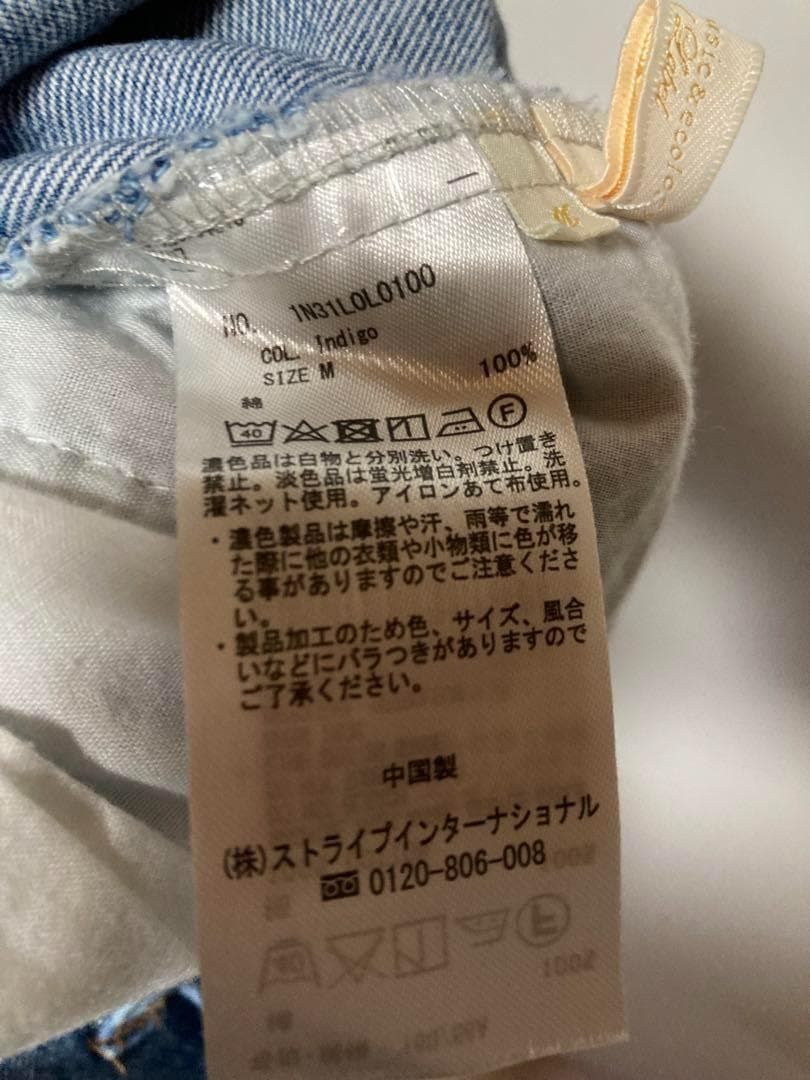 usic & ecolo
Label
M
NO. 1N31L0L0100
COL. Indigo
SIZE M
綿 100%
40 F
濃色品は白物と分別洗い。つけ置き
禁止。淡色品は蛍光増白剤禁止。洗
濯ネット使用。アイロンあて布使用。
・濃色製品は摩擦や汗、雨等で濡れ
た際に他の衣類や小物類に色が移
る事がありますのでご注意くださ
い。
・製品加工のため色、サイズ、風合
いなどにバラつきがありますので
ご了承ください。
中国製
(株)ストライプインターナショナル
0120-806-008